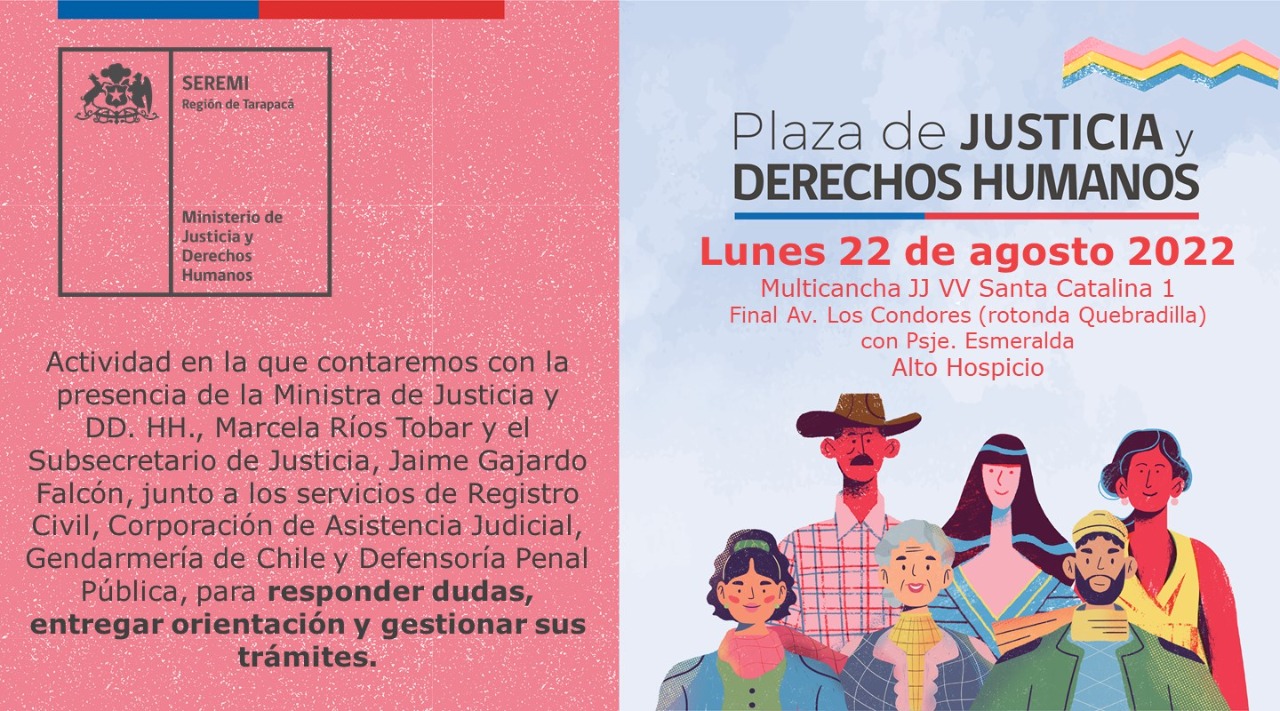 SEREMI
Región de Tarapacá
Ministerio de
Justicia y
Derechos
Humanos
Actividad en la que contaremos con la
presencia de la Ministra de Justicia y
DD. HH., Marcela Ríos Tobar y el
Subsecretario de Justicia, Jaime Gajardo
Falcón, junto a los servicios de Registro
Civil, Corporación de Asistencia Judicial,
Gendarmería de Chile y Defensoría Penal
Pública, para responder dudas,
entregar orientación y gestionar sus
trámites.
Plaza de JUSTICIA y
DERECHOS HUMANOS
Lunes 22 de agosto 2022
Multicancha JJ VV Santa Catalina 1
Final Av. Los Condores (rotonda Quebradilla)
con Psje. Esmeralda
Alto Hospicio